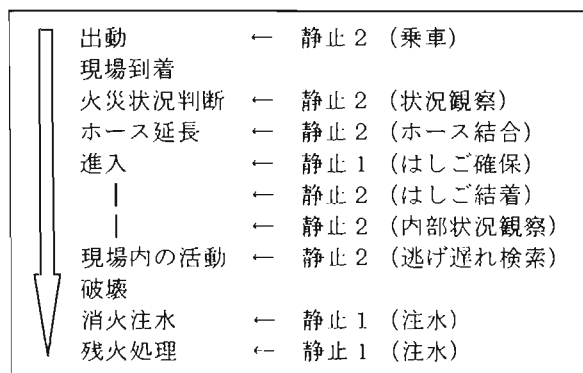 出動 ← 静止2 (乗車)
現場到着
火災状況判断 ← 静止2 (状況観察)
ホース延長 ← 静止2 (ホース結合)
進入 ← 静止1 (はしご確保)
| ← 静止2 (はしご結着)
| ← 静止2 (内部状況観察)
現場内の活動 ← 静止2 (逃げ遅れ検索)
破壊
消火注水 ← 静止1 (注水)
残火処理 ← 静止1 (注水)